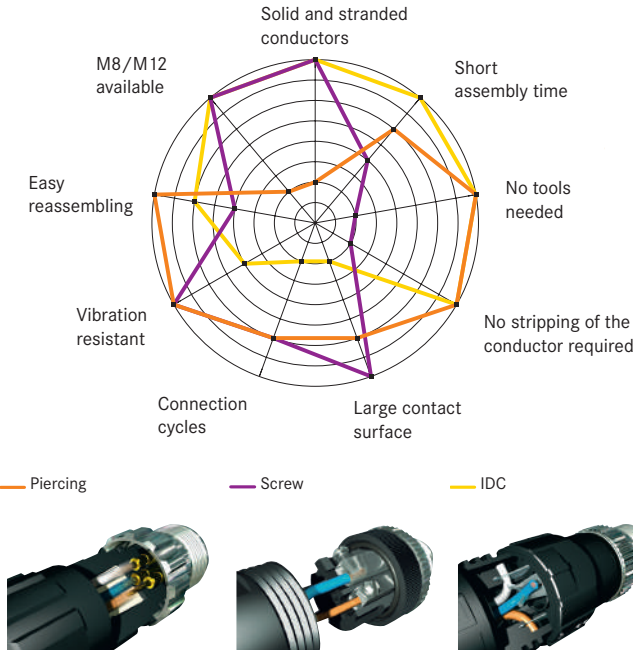 Solid and stranded
conductors
M8/M12
available
Short
assembly time
Easy
reassembling
No tools
needed
Vibration
resistant
No stripping of the
conductor required
Connection
cycles
Large contact
surface
Piercing
Screw
IDC